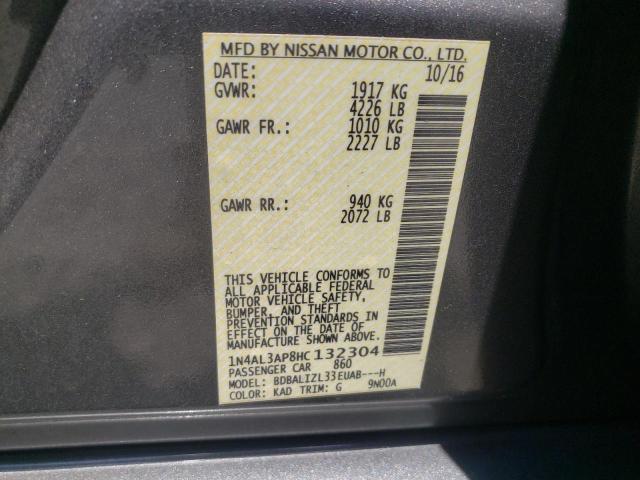 MFD BY NISSAN MOTOR CO., LTD.
DATE: 10/16
GVWR: 1917 KG
4226 LB
GAWR FR.: 1010 KG
2227 LB
GAWR RR.: 940 KG
2072 LB
THIS VEHICLE CONFORMS TO
ALL APPLICABLE FEDERAL
MOTOR VEHICLE SAFETY,
BUMPER, AND THEFT
PREVENTION STANDARDS
IN EFFECT ON THE DATE OF
MANUFACTURE SHOWN ABOVE.
1N4AL3AP8HC132304
PASSENGER CAR 860
MODEL: BDBALIZL33EUAB---H
COLOR: KAD TRIM: G 9N00A